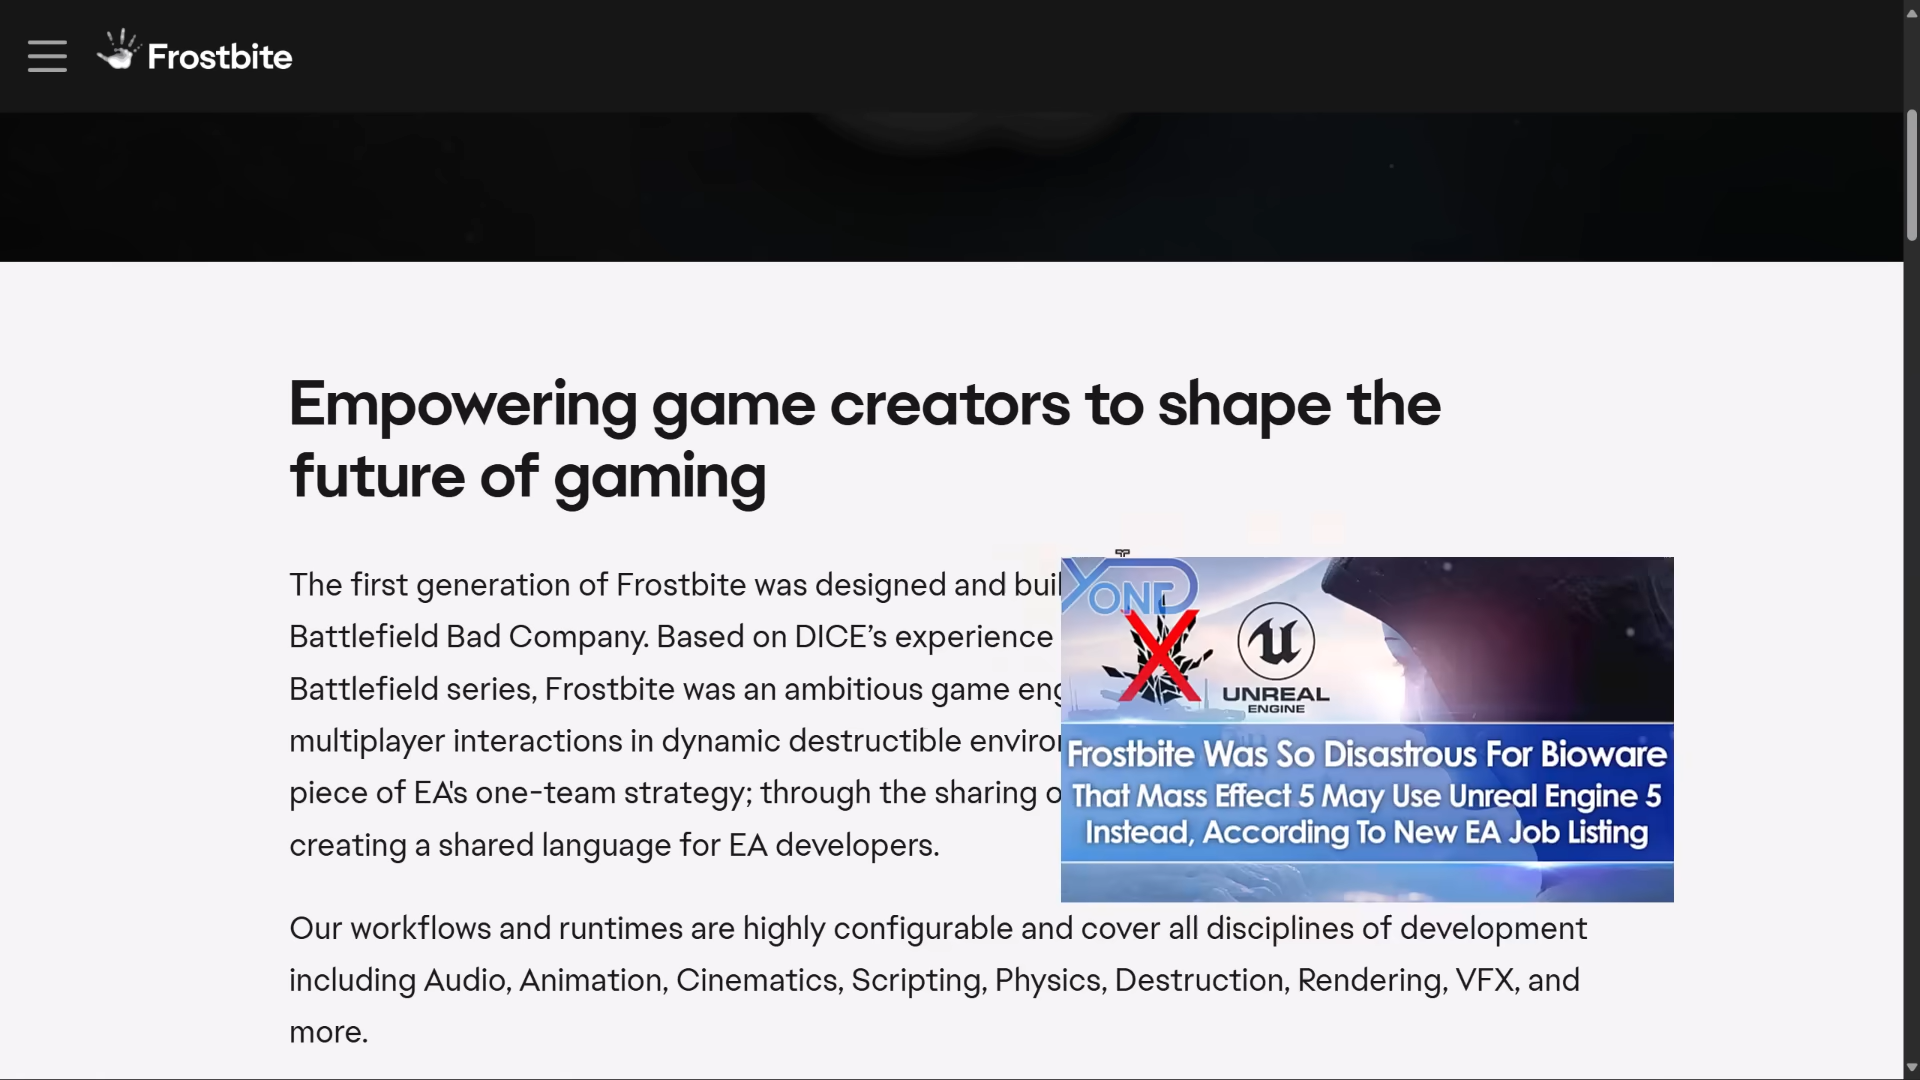 Frostbite
Empowering game creators to shape the
future of gaming
The first generation of Frostbite was designed and
Battlefield Bad Company. Based on DICE’s experience
Battlefield series, Frostbite was an ambitious game
multiplayer interactions in dynamic destructible
piece of EA's one-team strategy; through the sharing
creating a shared language for EA developers.
YONG
UNREAL
ENGINE
Frostbite Was So Disastrous For Bioware
That Mass Effect 5 May Use Unreal Engine 5
Instead, According To New EA Job Listing
Our workflows and runtimes are highly configurable and cover all disciplines of development
including Audio, Animation, Cinematics, Scripting, Physics, Destruction, Rendering, VFX, and
more.